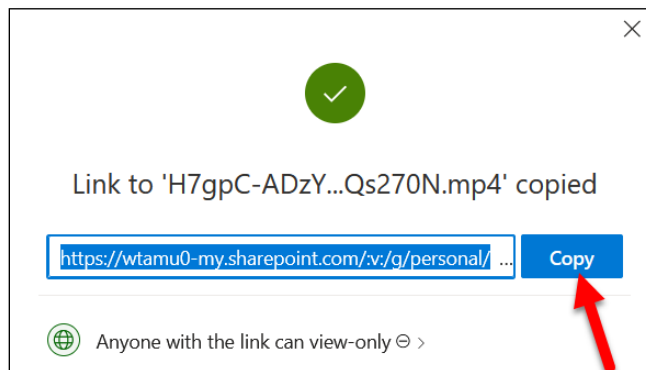 Link to 'H7gpC-ADzY...Qs270N.mp4' copied
https://wtamu0-my.sharepoint.com/:v:/g/personal/ ... Copy
Anyone with the link can view-only